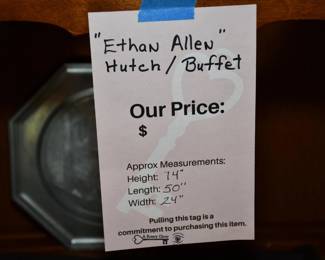 "Ethan Allen"
Hutch / Buffet
Our Price:
$
Approx Measurements:
Height: 74"
Length: 50"
Width: 24"
Pulling this tag is a
commitment to purchasing this item.